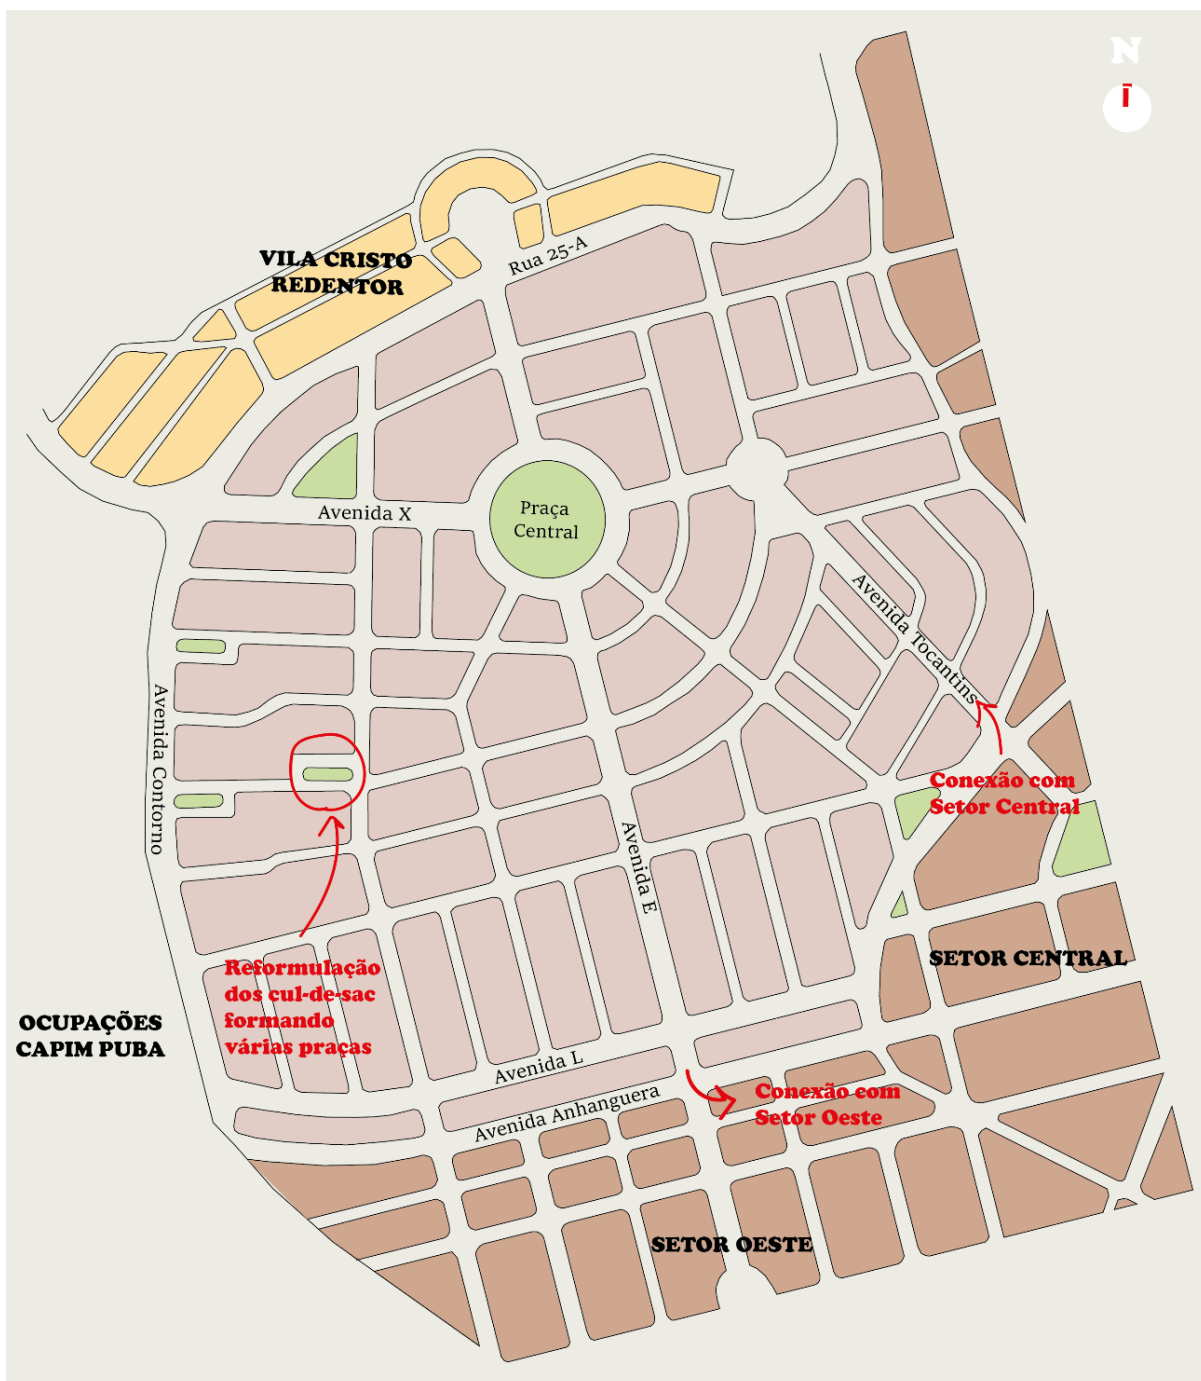 N
VILA CRISTO
REDENTOR
Rua 25-A
Praça
Central
Avenida X
Avenida Tocantins
Avenida Contorno
Conexão com
Setor Central
Avenida E
SETOR CENTRAL
Reformulação
dos cul-de-sac
formando
várias praças
OCUPAÇÕES
CAPIM PUBA
Avenida L
Avenida Anhanguera
Conexão com
Setor Oeste
SETOR OESTE